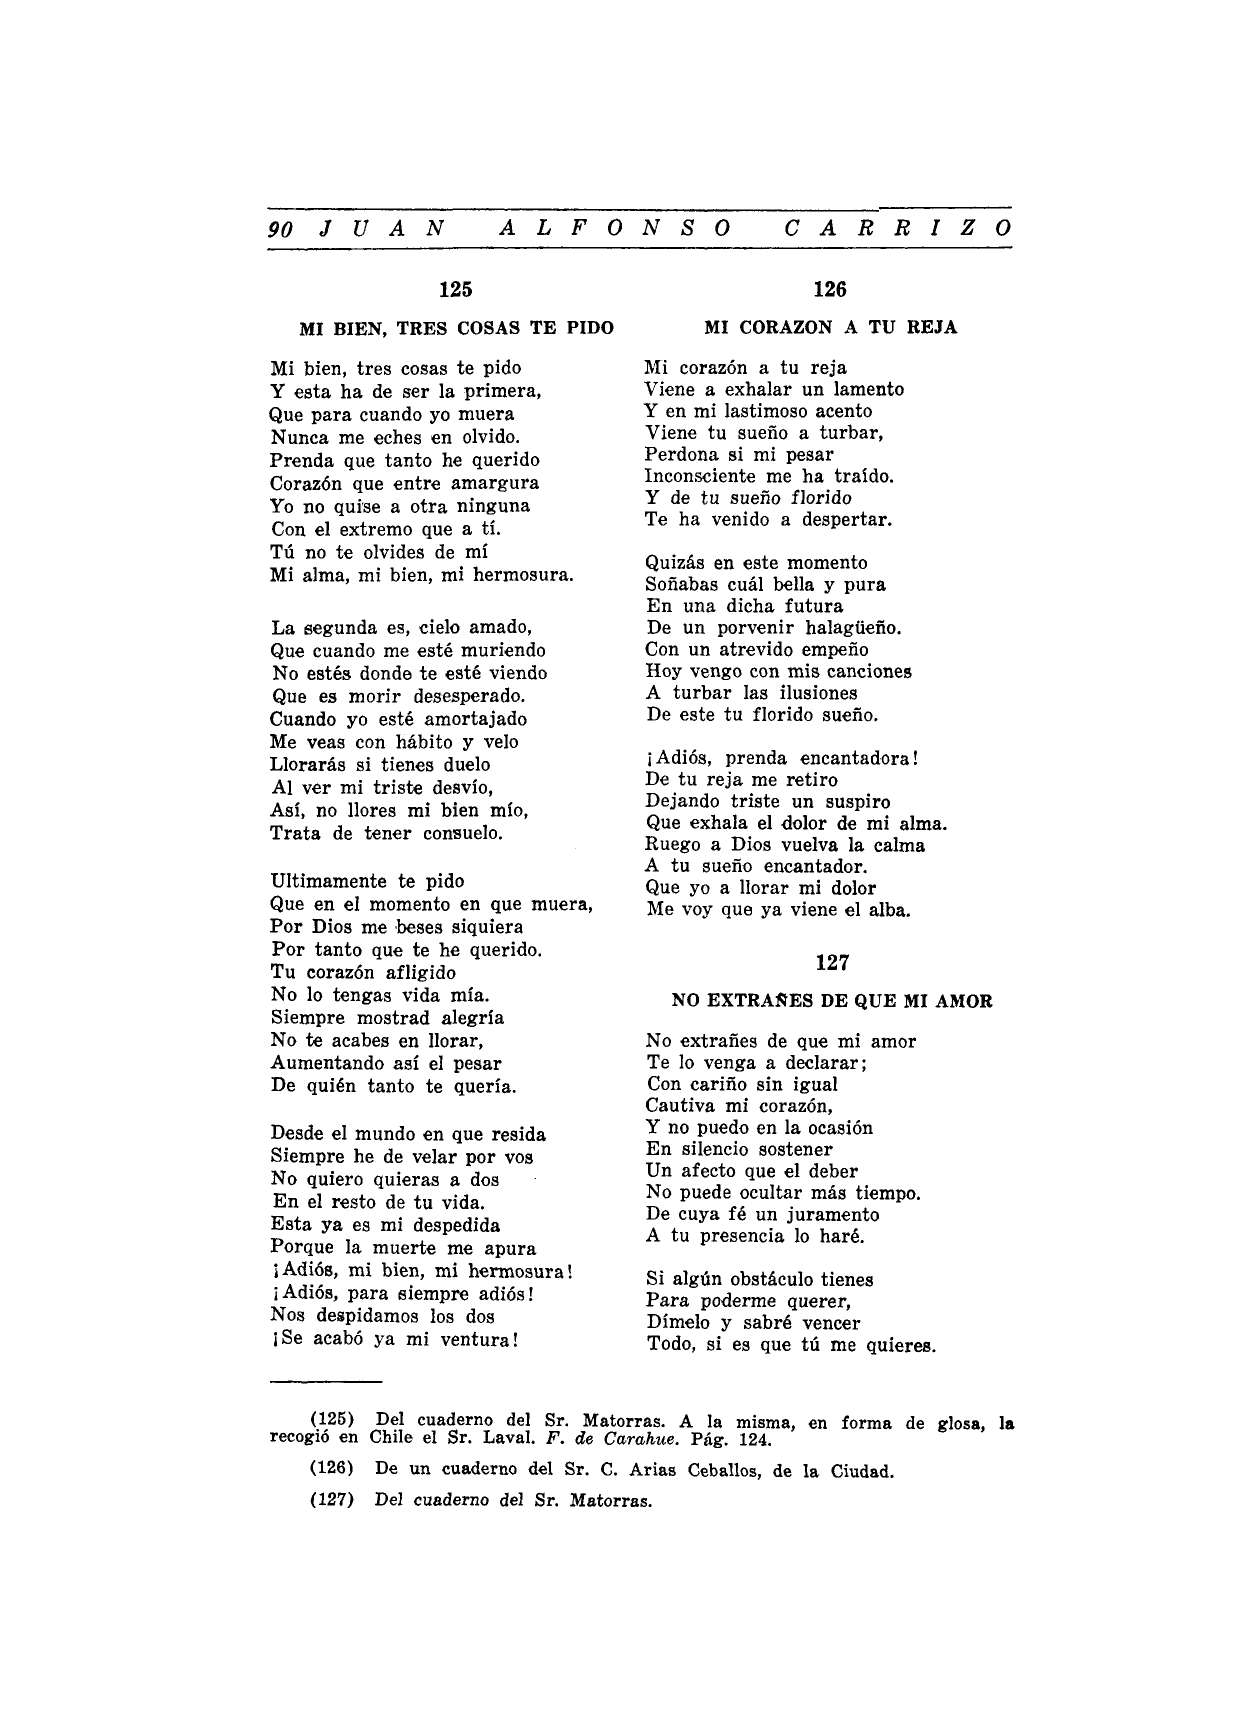 90 JUAN ALFONSO CARRIZO
125
MI BIEN, TRES COSAS TE PIDO
Mi bien, tres cosas te pido
Y esta ha de ser la primera,
Que para cuando yo muera
Nunca me eches en olvido.
Prenda que tanto he querido
Corazón que entre amargura
Yo no quise a otra ninguna
Con el extremo que a tí.
Tú no te olvides de mí
Mi alma, mi bien, mi hermosura.
La segunda es, cielo amado,
Que cuando me esté muriendo
No estés donde te esté viendo
Que es morir desesperado.
Cuando yo esté amortajado
Me veas con hábito y velo
Llorarás si tienes duelo
Al ver mi triste desvío,
Así, no llores mi bien mío,
Trata de tener consuelo.
Ultimamente te pido
Que en el momento en que muera,
Por Dios me beses siquiera
Por tanto que te he querido.
Tu corazón afligido
No lo tengas vida mía.
Siempre mostrad alegría
No te acabes en llorar,
Aumentando así el pesar
De quién tanto te quería.
Desde el mundo en que resida
Siempre he de velar por vos
No quiero quieras a dos
En el resto de tu vida.
Esta ya es mi despedida
Porque la muerte me apura
¡Adiós, mi bien, mi hermosura!
¡Adiós, para siempre adiós!
Nos despidamos los dos
¡Se acabó ya mi ventura!
126
MI CORAZON A TU REJA
Mi corazón a tu reja
Viene a exhalar un lamento
Y en mi lastimoso acento
Viene tu sueño a turbar,
Perdona si mi pesar
Inconsciente me ha traído.
Y de tu sueño florido
Te ha venido a despertar.
Quizás en este momento
Soñabas cuál bella y pura
En una dicha futura
De un porvenir halagüeño.
Con un atrevido empeño
Hoy vengo con mis canciones
A turbar las ilusiones
De este tu florido sueño.
¡Adiós, prenda encantadora!
De tu reja me retiro
Dejando triste un suspiro
Que exhala el dolor de mi alma.
Ruego a Dios vuelva la calma
A tu sueño encantador.
Que yo a llorar mi dolor
Me voy que ya viene el alba.
127
NO EXTRAÑES DE QUE MI AMOR
No extrañes de que mi amor
Te lo venga a declarar;
Con cariño sin igual
Cautiva mi corazón,
Y no puedo en la ocasión
En silencio sostener
Un afecto que el deber
No puede ocultar más tiempo.
De cuya fé un juramento
A tu presencia lo haré.
Si algún obstáculo tienes
Para poderme querer,
Dímelo y sabré vencer
Todo, si es que tú me quieres.
(125) Del cuaderno del Sr. Matorras. A la misma, en forma de glosa, la
recogió en Chile el Sr. Laval. F. de Carahue. Pág. 124.
(126) De un cuaderno del Sr. C. Arias Ceballos, de la Ciudad.
(127) Del cuaderno del Sr. Matorras.